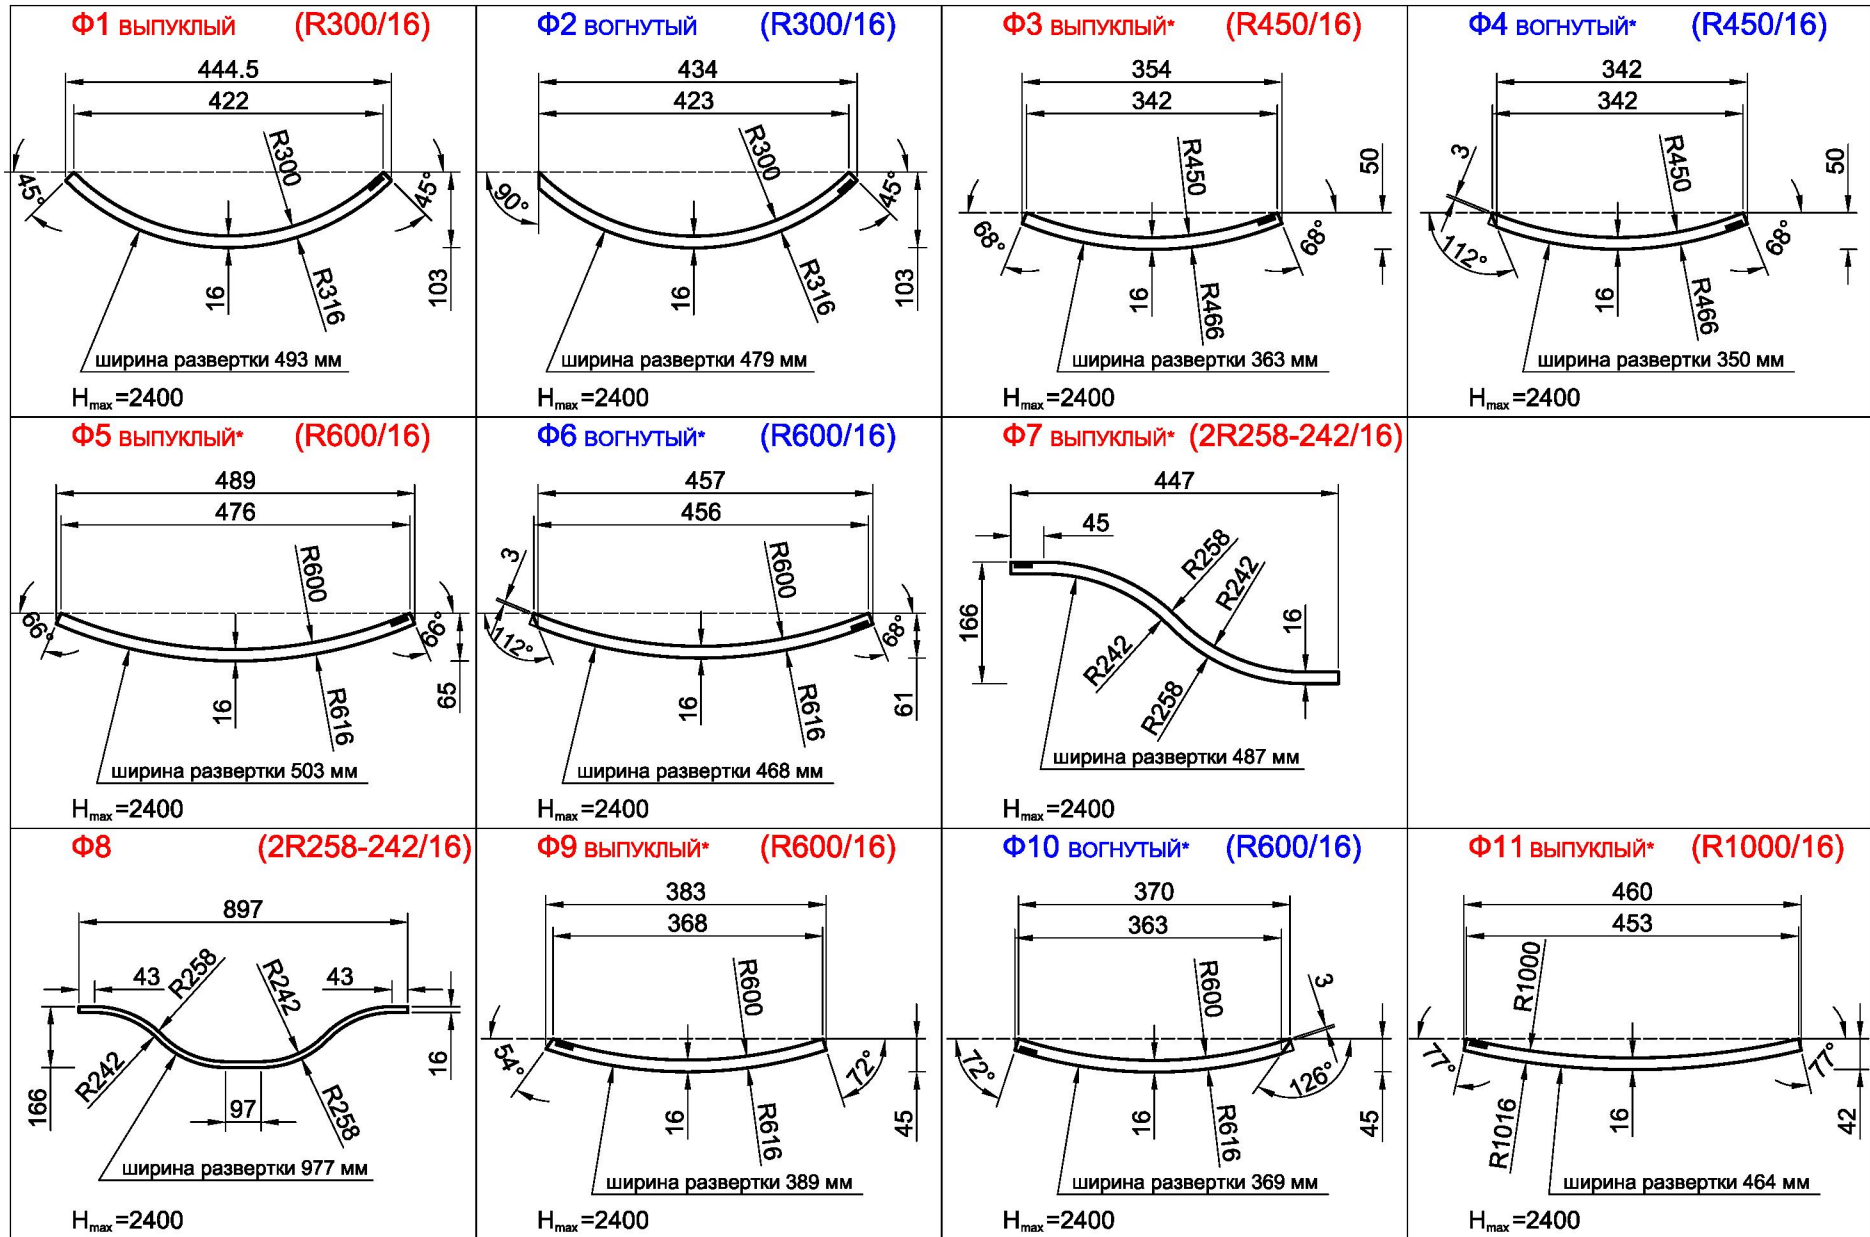 Ф1 ВЫПУКЛЫЙ (R300/16)
444.5
422
R300
45°
45°
16
R316
103
ширина развертки 493 мм
Hmax=2400
Ф2 ВОГНУТЫЙ (R300/16)
434
423
R300
90°
45°
16
R316
103
ширина развертки 479 мм
Hmax=2400
Ф3 ВЫПУКЛЫЙ* (R450/16)
354
342
R450
50
68°
68°
16
R466
ширина развертки 363 мм
Hmax=2400
Ф4 ВОГНУТЫЙ* (R450/16)
342
342
3
R450
50
112°
68°
16
R466
ширина развертки 350 мм
Hmax=2400
Ф5 ВЫПУКЛЫЙ* (R600/16)
489
476
R600
66°
66°
16
R616
65
ширина развертки 503 мм
Hmax=2400
Ф6 ВОГНУТЫЙ* (R600/16)
457
456
3
R600
112°
68°
16
R616
61
ширина развертки 468 мм
Hmax=2400
Ф7 ВЫПУКЛЫЙ* (2R258-242/16)
447
45
R258
R242
166
16
R242
R258
ширина развертки 487 мм
Hmax=2400
Ф8 (2R258-242/16)
897
43
R258
R242
43
166
R242
97
R258
16
ширина развертки 977 мм
Hmax=2400
Ф9 ВЫПУКЛЫЙ* (R600/16)
383
368
R600
54°
72°
16
R616
45
ширина развертки 389 мм
Hmax=2400
Ф10 ВОГНУТЫЙ* (R600/16)
370
363
R600
3
72°
126°
16
R616
45
ширина развертки 369 мм
Hmax=2400
Ф11 ВЫПУКЛЫЙ* (R1000/16)
460
453
R1000
77°
77°
R1016
16
42
ширина развертки 464 мм
Hmax=2400